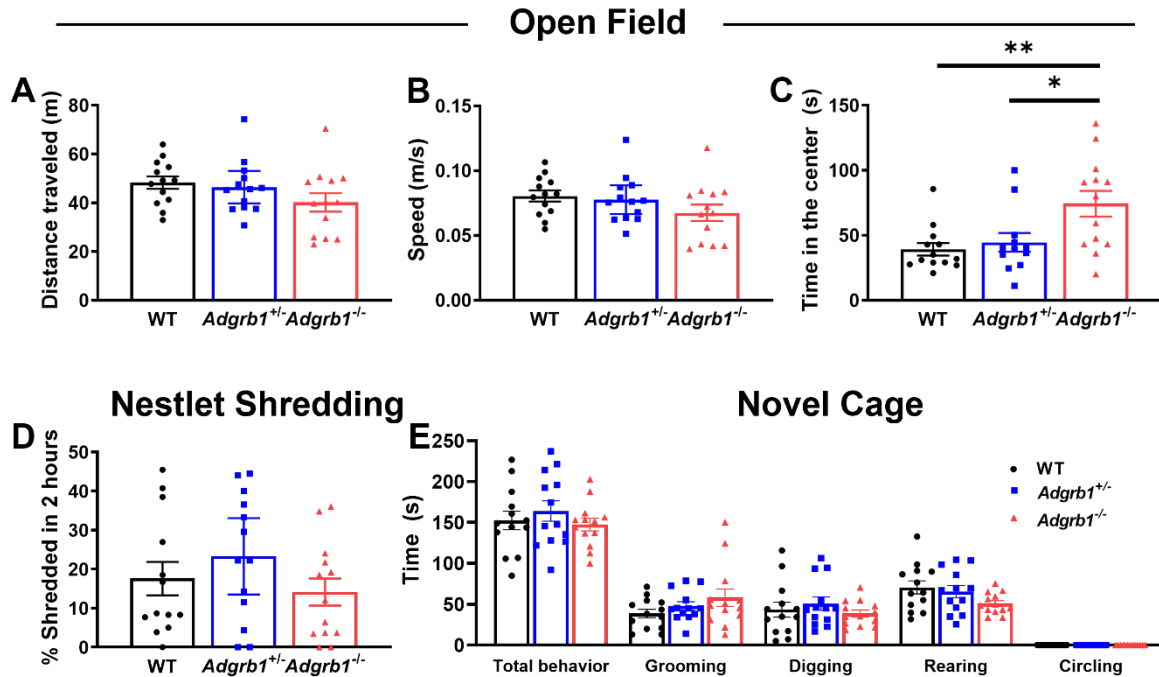 Open Field
A
Distance traveled (m)
80
60
40
20
0
WT
Adgrb1+/-
Adgrb1-/-
B
Speed (m/s)
0.15
0.10
0.05
0.00
WT
Adgrb1+/-
Adgrb1-/-
C
**
*
Time in the center (s)
150
100
50
0
WT
Adgrb1+/-
Adgrb1-/-
Nestlet Shredding
D
% Shredded in 2 hours
50
40
30
20
10
0
WT
Adgrb1+/-
Adgrb1-/-
Novel Cage
E
Time (s)
250
200
150
100
50
0
Total behavior
Grooming
Digging
Rearing
Circling
WT
Adgrb1+/-
Adgrb1-/-